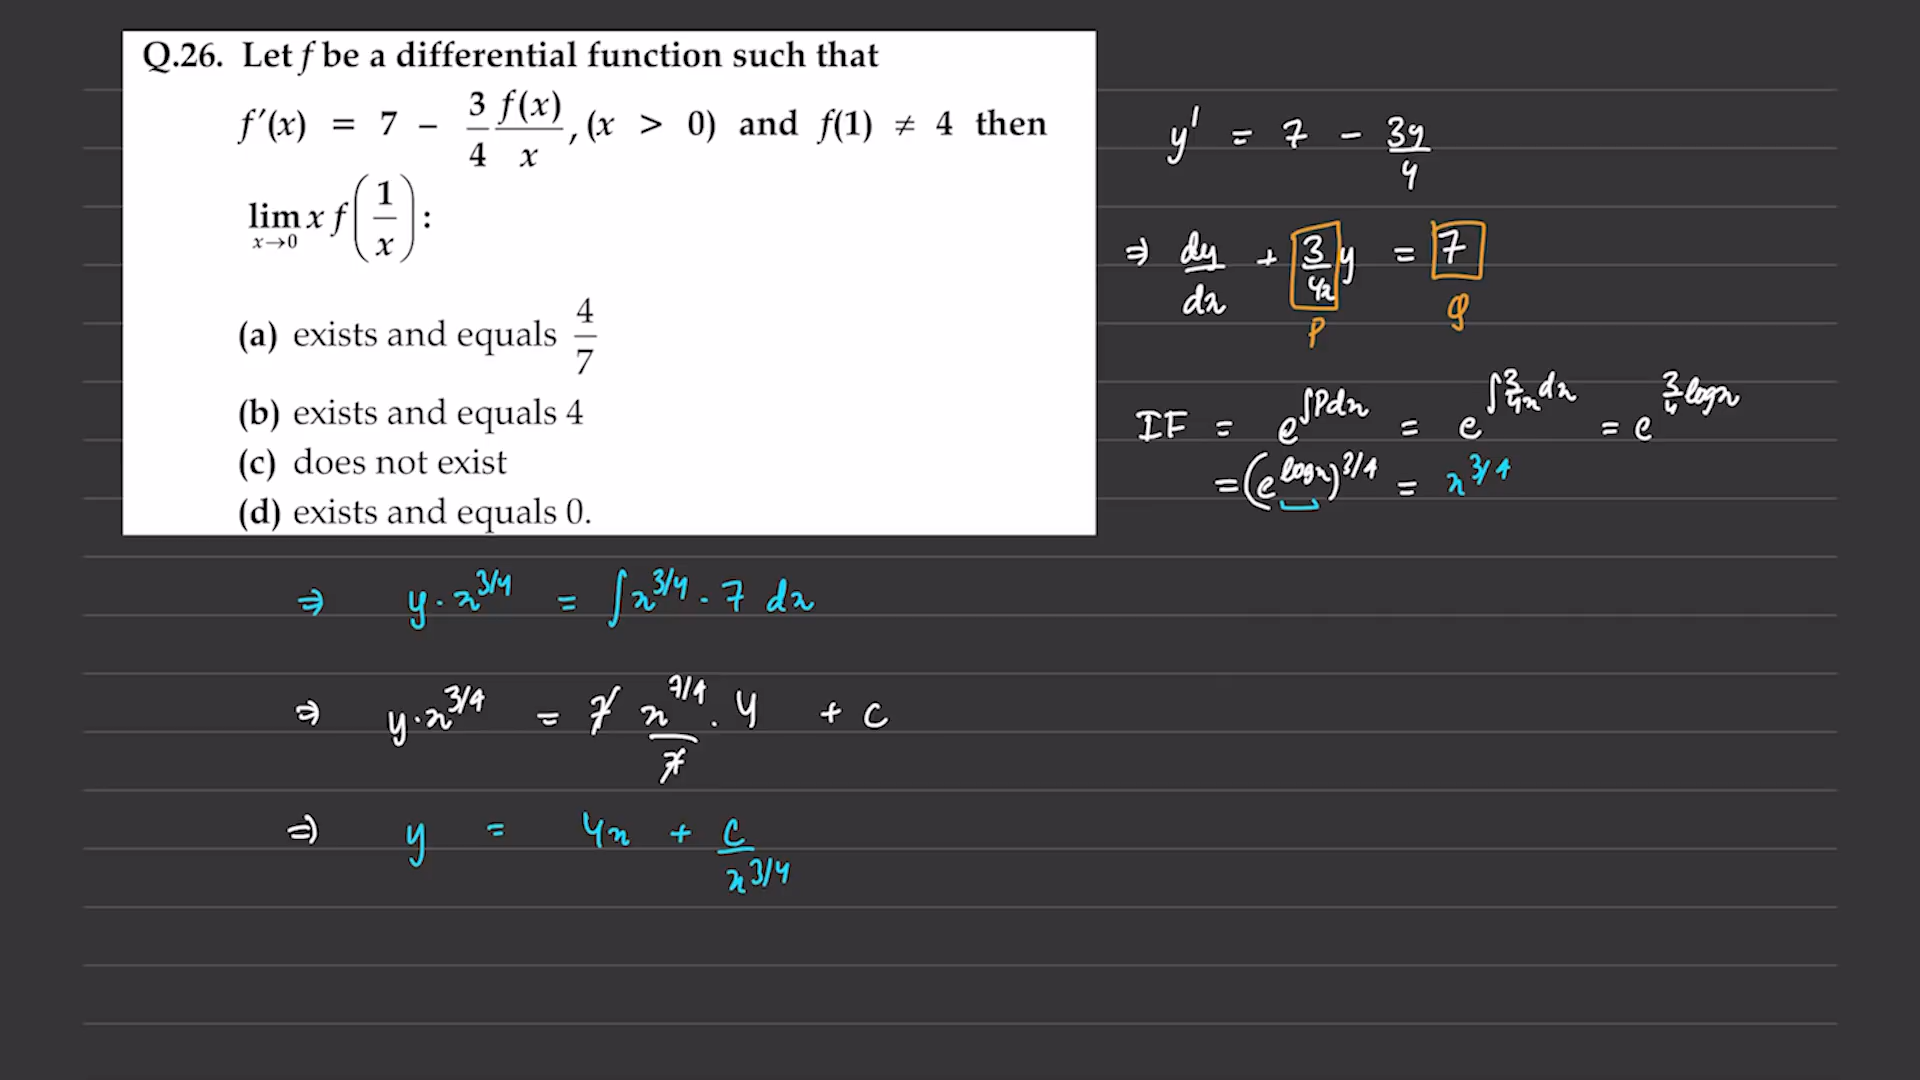 Q.26. Let f be a differential function such that
f′(x) = 7 – 3/4 f(x)/x, (x > 0) and f(1) ≠ 4 then
lim x→0 x f(1/x) :
(a) exists and equals 4/7
(b) exists and equals 4
(c) does not exist
(d) exists and equals 0.
y' = 7 - 3y/4
⇒ dy/dx + 3/4x y = 7
P Q
IF = e^∫Pdx = e^∫3/4x dx = e^3/4 logx
= (e^logx)^3/4 = x^3/4
⇒ y · x^3/4 = ∫x^3/4 · 7 dx
⇒ y · x^3/4 = 7 x^7/4/7 · 4 + c
⇒ y = 4x + c/x^3/4